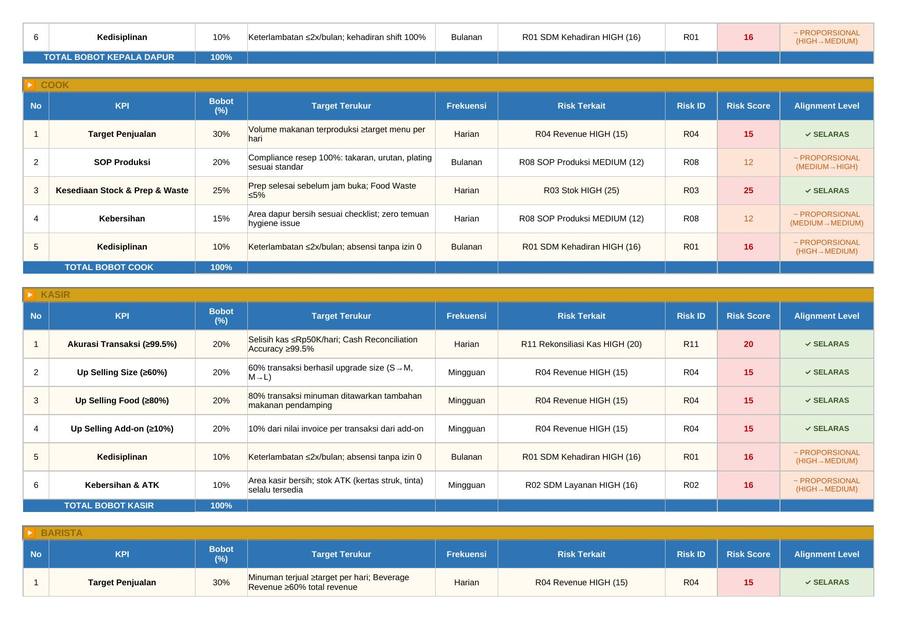 6 Kedisiplinan 10% Keterlambatan ≤2x/bulan; kehadiran shift 100% Bulanan R01 SDM Kehadiran HIGH (16) R01 16 ~ PROPORSIONAL
(HIGH→MEDIUM)
TOTAL BOBOT KEPALA DAPUR 100%
COOK
No KPI Bobot
(%) Target Terukur Frekuensi Risk Terkait Risk ID Risk Score Alignment Level
1 Target Penjualan 30% Volume makanan terproduksi ≥target menu per
hari Harian R04 Revenue HIGH (15) R04 15 ✓ SELARAS
2 SOP Produksi 20% Compliance resep 100%: takaran, urutan, plating
sesuai standar Bulanan R08 SOP Produksi MEDIUM (12) R08 12 ~ PROPORSIONAL
(MEDIUM→HIGH)
3 Kesediaan Stock & Prep & Waste 25% Prep selesai sebelum jam buka; Food Waste
≤5% Harian R03 Stok HIGH (25) R03 25 ✓ SELARAS
4 Kebersihan 15% Area dapur bersih sesuai checklist; zero temuan
hygiene issue Harian R08 SOP Produksi MEDIUM (12) R08 12 ~ PROPORSIONAL
(MEDIUM→MEDIUM)
5 Kedisiplinan 10% Keterlambatan ≤2x/bulan; absensi tanpa izin 0 Bulanan R01 SDM Kehadiran HIGH (16) R01 16 ~ PROPORSIONAL
(HIGH→MEDIUM)
TOTAL BOBOT COOK 100%
KASIR
No KPI Bobot
(%) Target Terukur Frekuensi Risk Terkait Risk ID Risk Score Alignment Level
1 Akurasi Transaksi (≥99.5%) 20% Selisih kas ≤Rp50K/hari; Cash Reconciliation
Accuracy ≥99.5% Harian R11 Rekonsiliasi Kas HIGH (20) R11 20 ✓ SELARAS
2 Up Selling Size (≥60%) 20% 60% transaksi berhasil upgrade size (S→M,
M→L) Mingguan R04 Revenue HIGH (15) R04 15 ✓ SELARAS
3 Up Selling Food (≥80%) 20% 80% transaksi minuman ditawarkan tambahan
makanan pendamping Mingguan R04 Revenue HIGH (15) R04 15 ✓ SELARAS
4 Up Selling Add-on (≥10%) 20% 10% dari nilai invoice per transaksi dari add-on Mingguan R04 Revenue HIGH (15) R04 15 ✓ SELARAS
5 Kedisiplinan 10% Keterlambatan ≤2x/bulan; absensi tanpa izin 0 Bulanan R01 SDM Kehadiran HIGH (16) R01 16 ~ PROPORSIONAL
(HIGH→MEDIUM)
6 Kebersihan & ATK 10% Area kasir bersih; stok ATK (kertas struk, tinta)
selalu tersedia Mingguan R02 SDM Layanan HIGH (16) R02 16 ~ PROPORSIONAL
(HIGH→MEDIUM)
TOTAL BOBOT KASIR 100%
BARISTA
No KPI Bobot
(%) Target Terukur Frekuensi Risk Terkait Risk ID Risk Score Alignment Level
1 Target Penjualan 30% Minuman terjual ≥target per hari; Beverage
Revenue ≥60% total revenue Harian R04 Revenue HIGH (15) R04 15 ✓ SELARAS